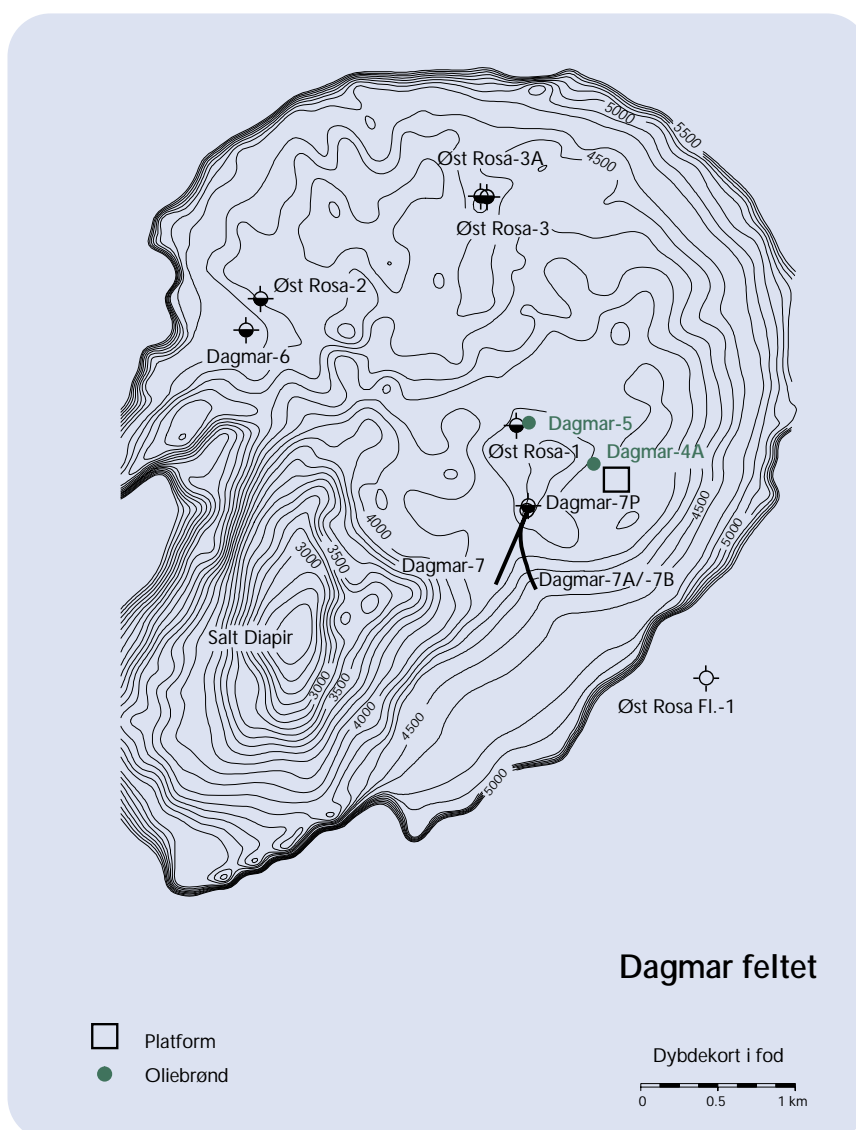 5000
5500
4500
Øst Rosa-3A
Øst Rosa-3
Øst Rosa-2
Dagmar-6
Dagmar-5
Øst Rosa-1
Dagmar-4A
Dagmar-7P
4500
5000
4000
3500
3000
Dagmar-7
Dagmar-7A/-7B
Salt Diapir
3000
3500
4000
4500
Øst Rosa Fl.-1
5000
Dagmar feltet
Platform
Oliebrønd
Dybdekort i fod
0 0.5 1 km